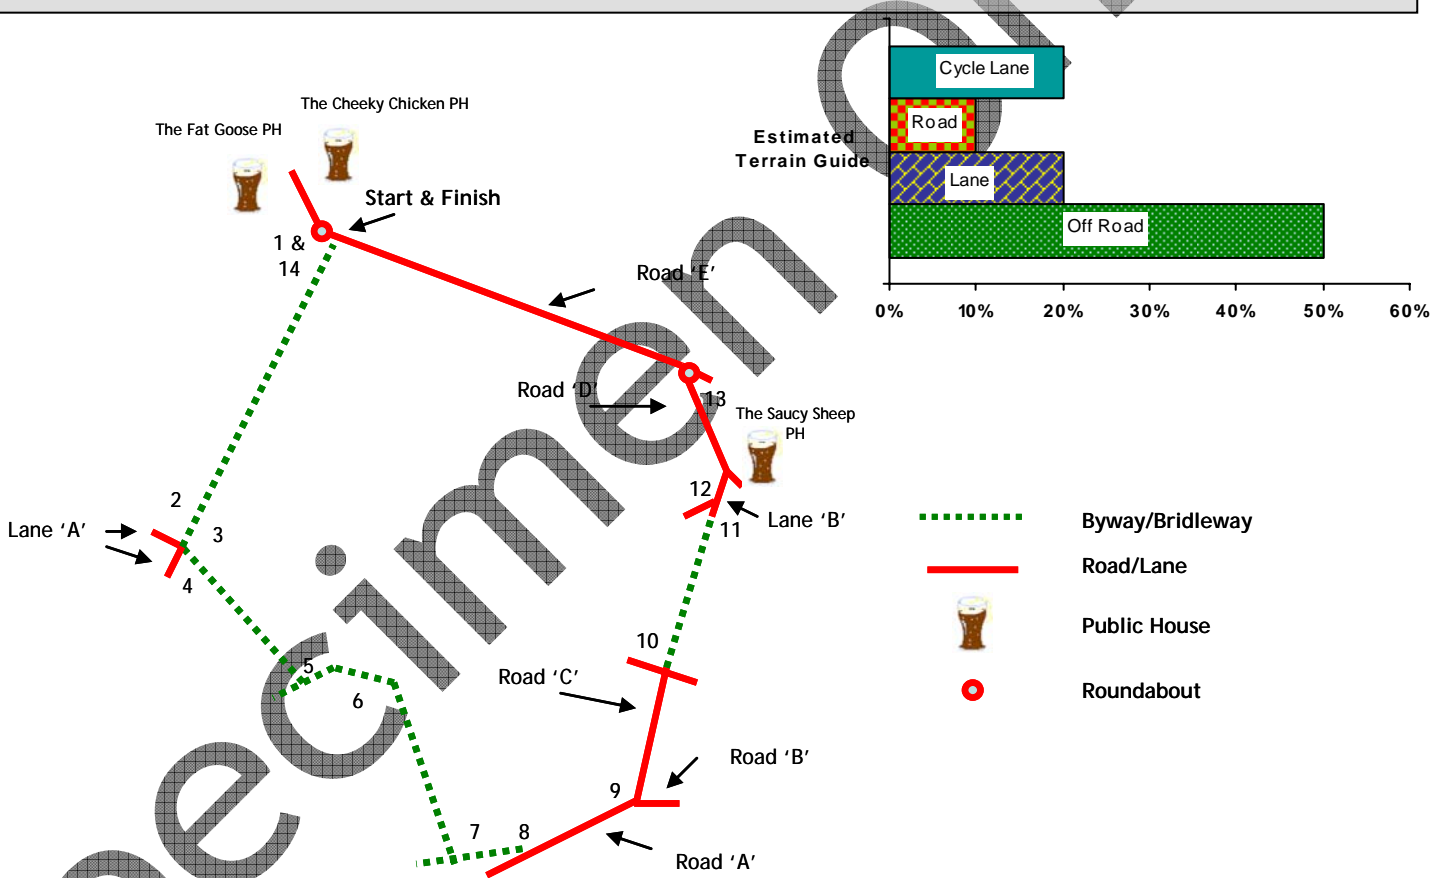 The Cheeky Chicken PH
The Fat Goose PH
Start & Finish
1 &
14
Road ‘E’
Road ‘D’
13
The Saucy Sheep
PH
12
Lane ‘B’
11
2
Lane ‘A’
3
4
5
6
10
Road ‘C’
Road ‘B’
9
7
8
Road ‘A’
Estimated
Terrain Guide
Cycle Lane
Road
Lane
Off Road
0%
10%
20%
30%
40%
50%
60%
Byway/Bridleway
Road/Lane
Public House
Roundabout